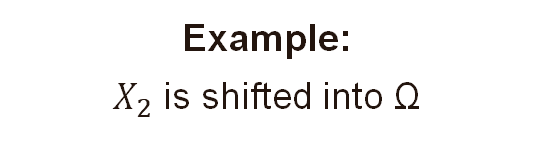 Example:
X₂ is shifted into Ω